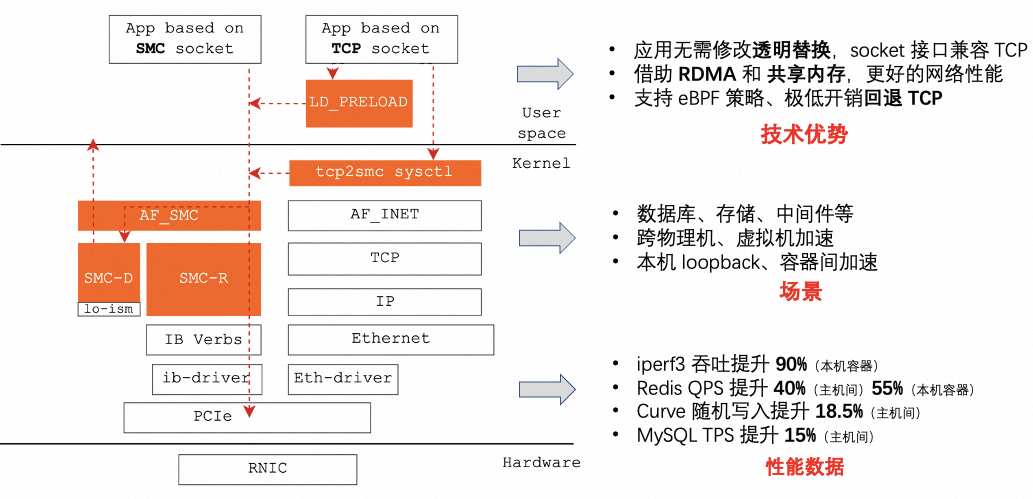 App based on
SMC socket
App based on
TCP socket
LD_PRELOAD
User
space
Kernel
tcp2smc sysctl
AF_SMC
AF_INET
SMC-D
SMC-R
TCP
lo-ism
IP
IB Verbs
Ethernet
ib-driver
Eth-driver
PCIe
Hardware
RNIC
• 应用无需修改透明替换，socket 接口兼容 TCP
• 借助 RDMA 和 共享内存，更好的网络性能
• 支持 eBPF 策略、极低开销回退 TCP
技术优势
• 数据库、存储、中间件等
• 跨物理机、虚拟机加速
• 本机 loopback、容器间加速
场景
• iperf3 吞吐提升 90%（本机容器）
• Redis QPS 提升 40%（主机间）55%（本机容器）
• Curve 随机写入提升 18.5%（主机间）
• MySQL TPS 提升 15%（主机间）
性能数据